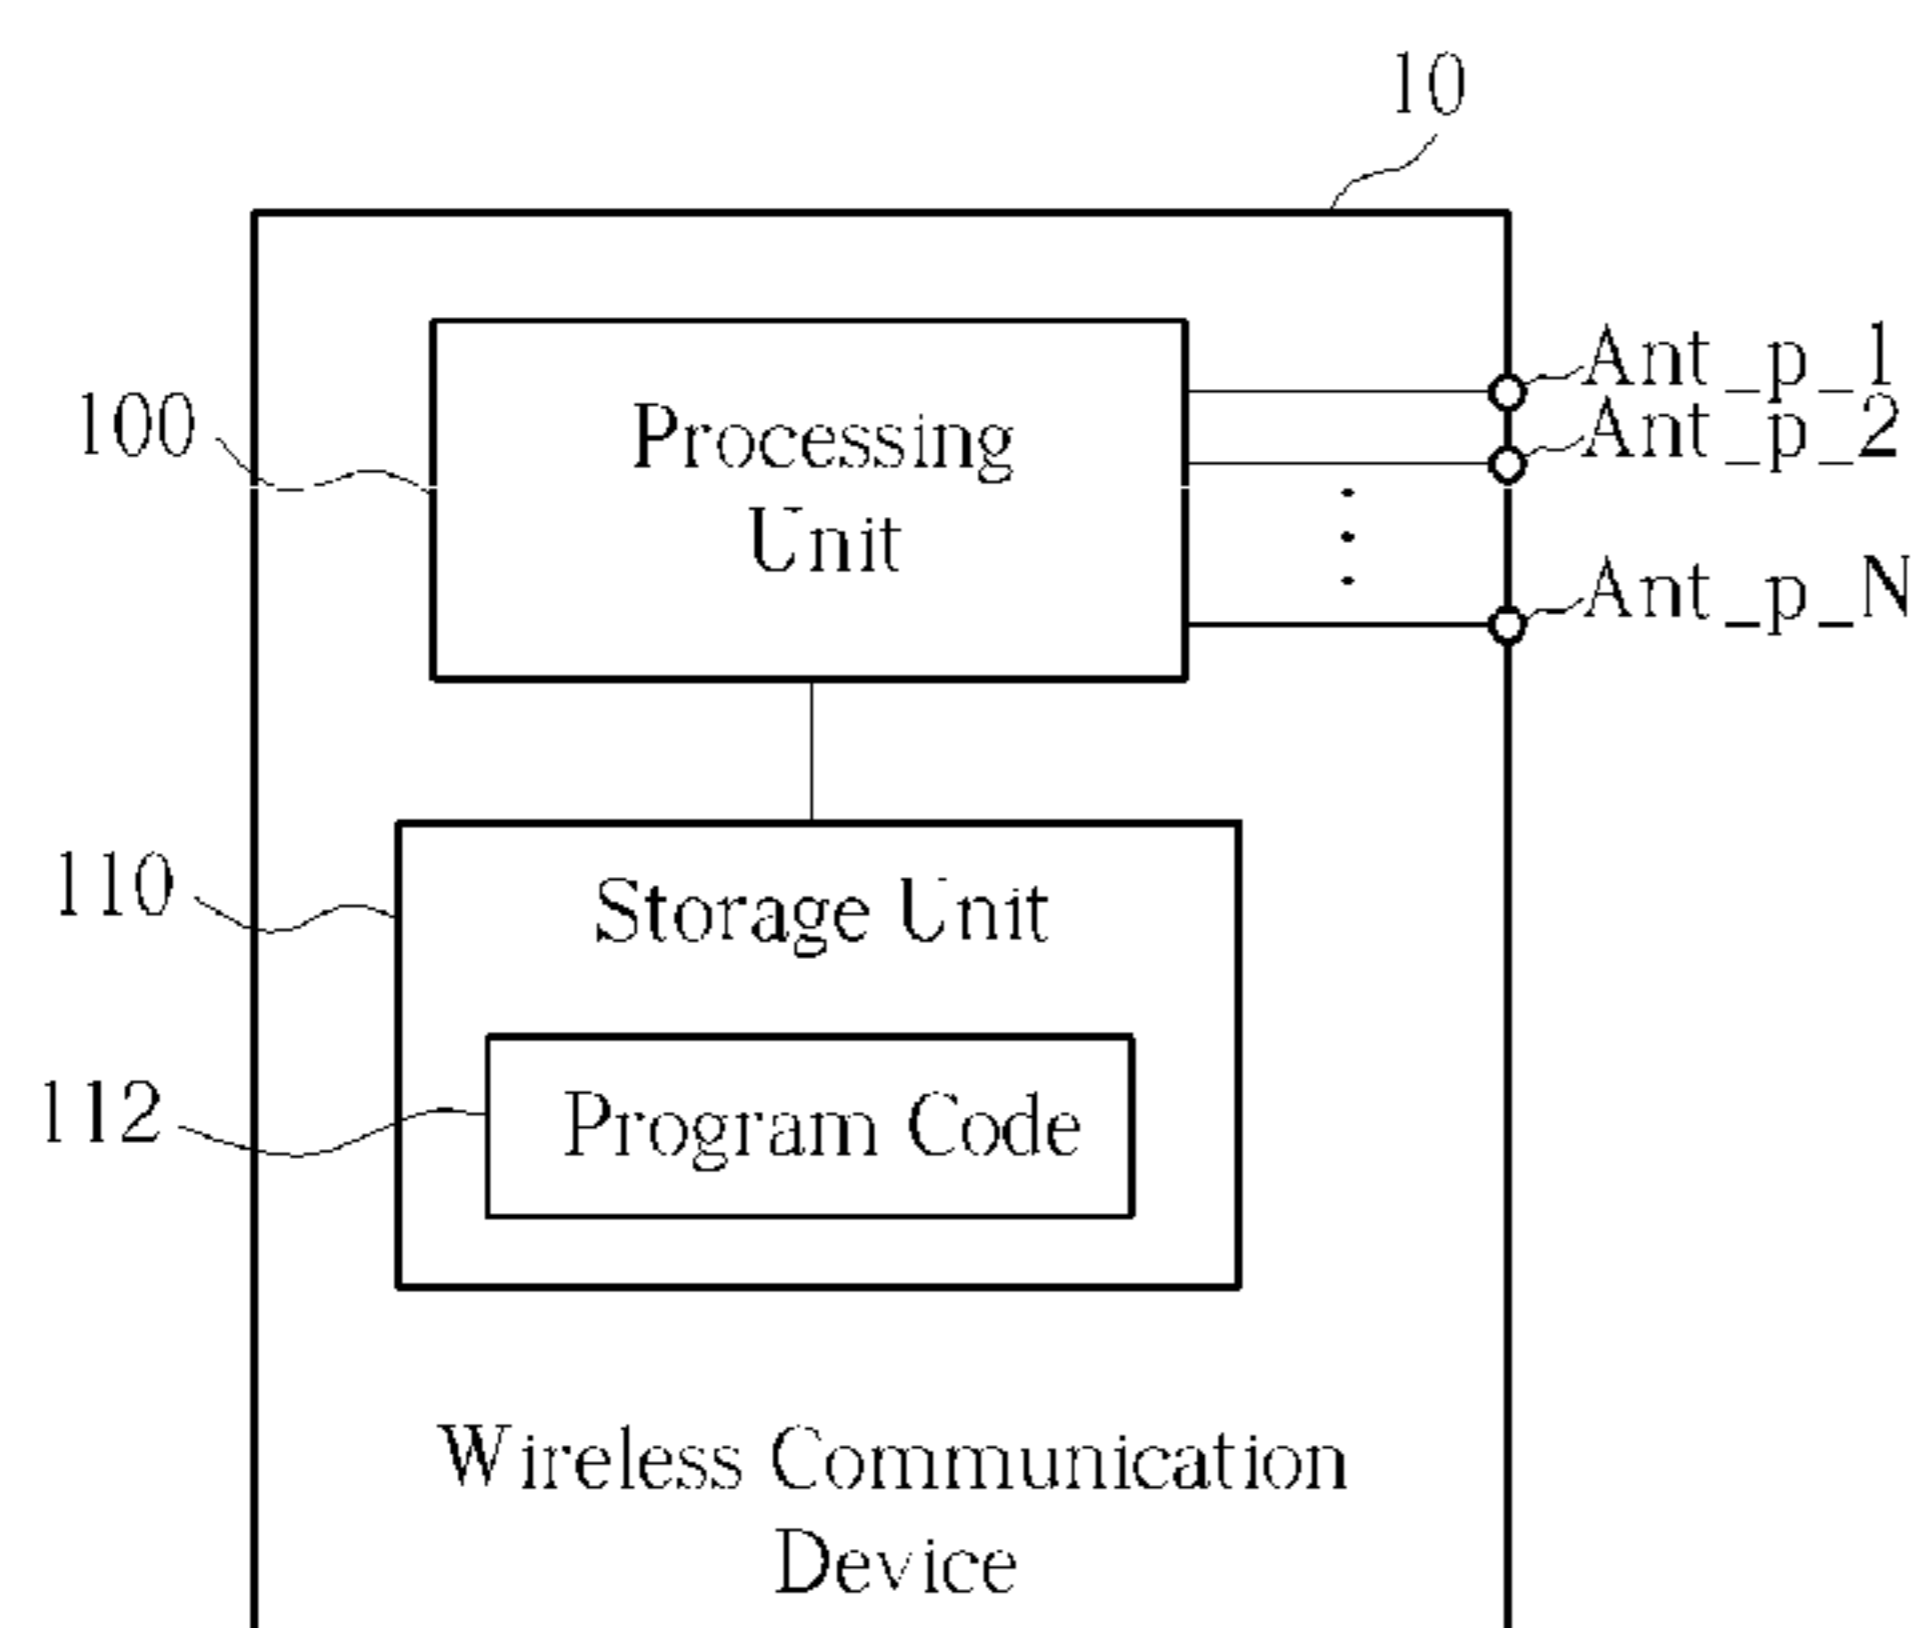 10
Ant_p_1
100
Processing
Ant_p_2
Unit
Ant_p_N
110
Storage Unit
112
Program Code
Wireless Communication
Device